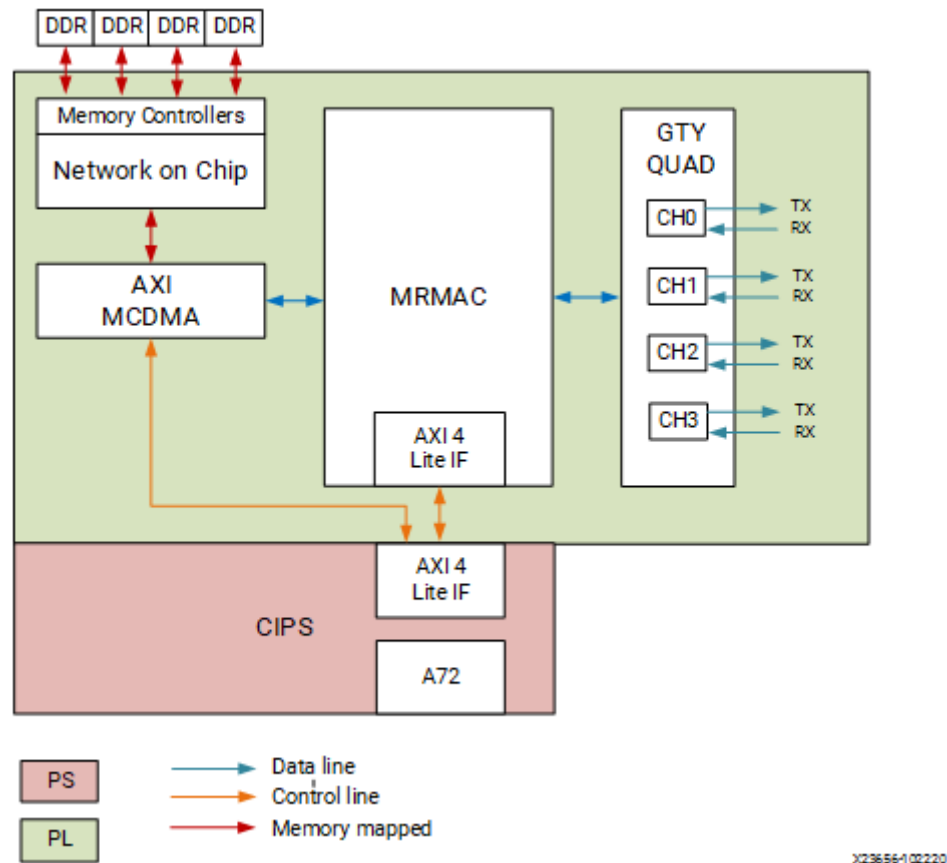 DDR DDR DDR DDR
Memory Controllers
Network on Chip
AXI
MCDMA
MRMAC
AXI 4
Lite IF
GTY
QUAD
CH0
TX
RX
CH1
TX
RX
CH2
TX
RX
CH3
TX
RX
AXI 4
Lite IF
CIPS
A72
PS
PL
Data line
Control line
Memory mapped